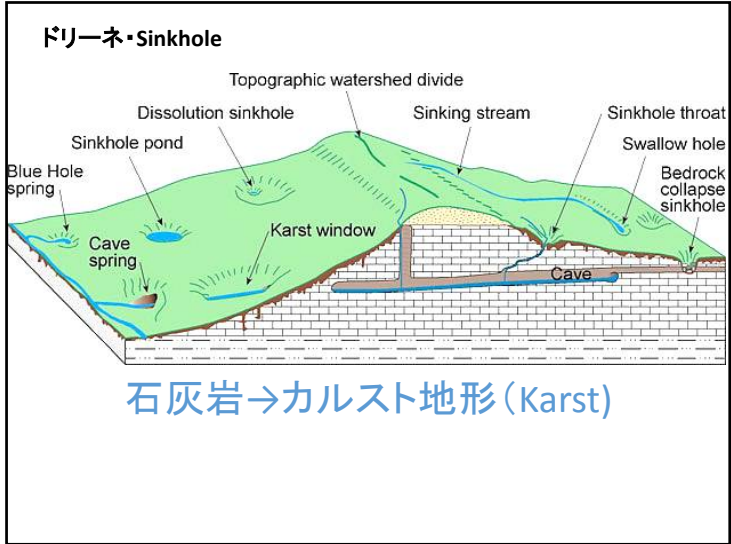 ドリーネ・Sinkhole
Topographic watershed divide
Dissolution sinkhole
Sinking stream
Sinkhole throat
Sinkhole pond
Swallow hole
Blue Hole
spring
Bedrock
collapse
sinkhole
Karst window
Cave
spring
Cave
石灰岩→カルスト地形（Karst)